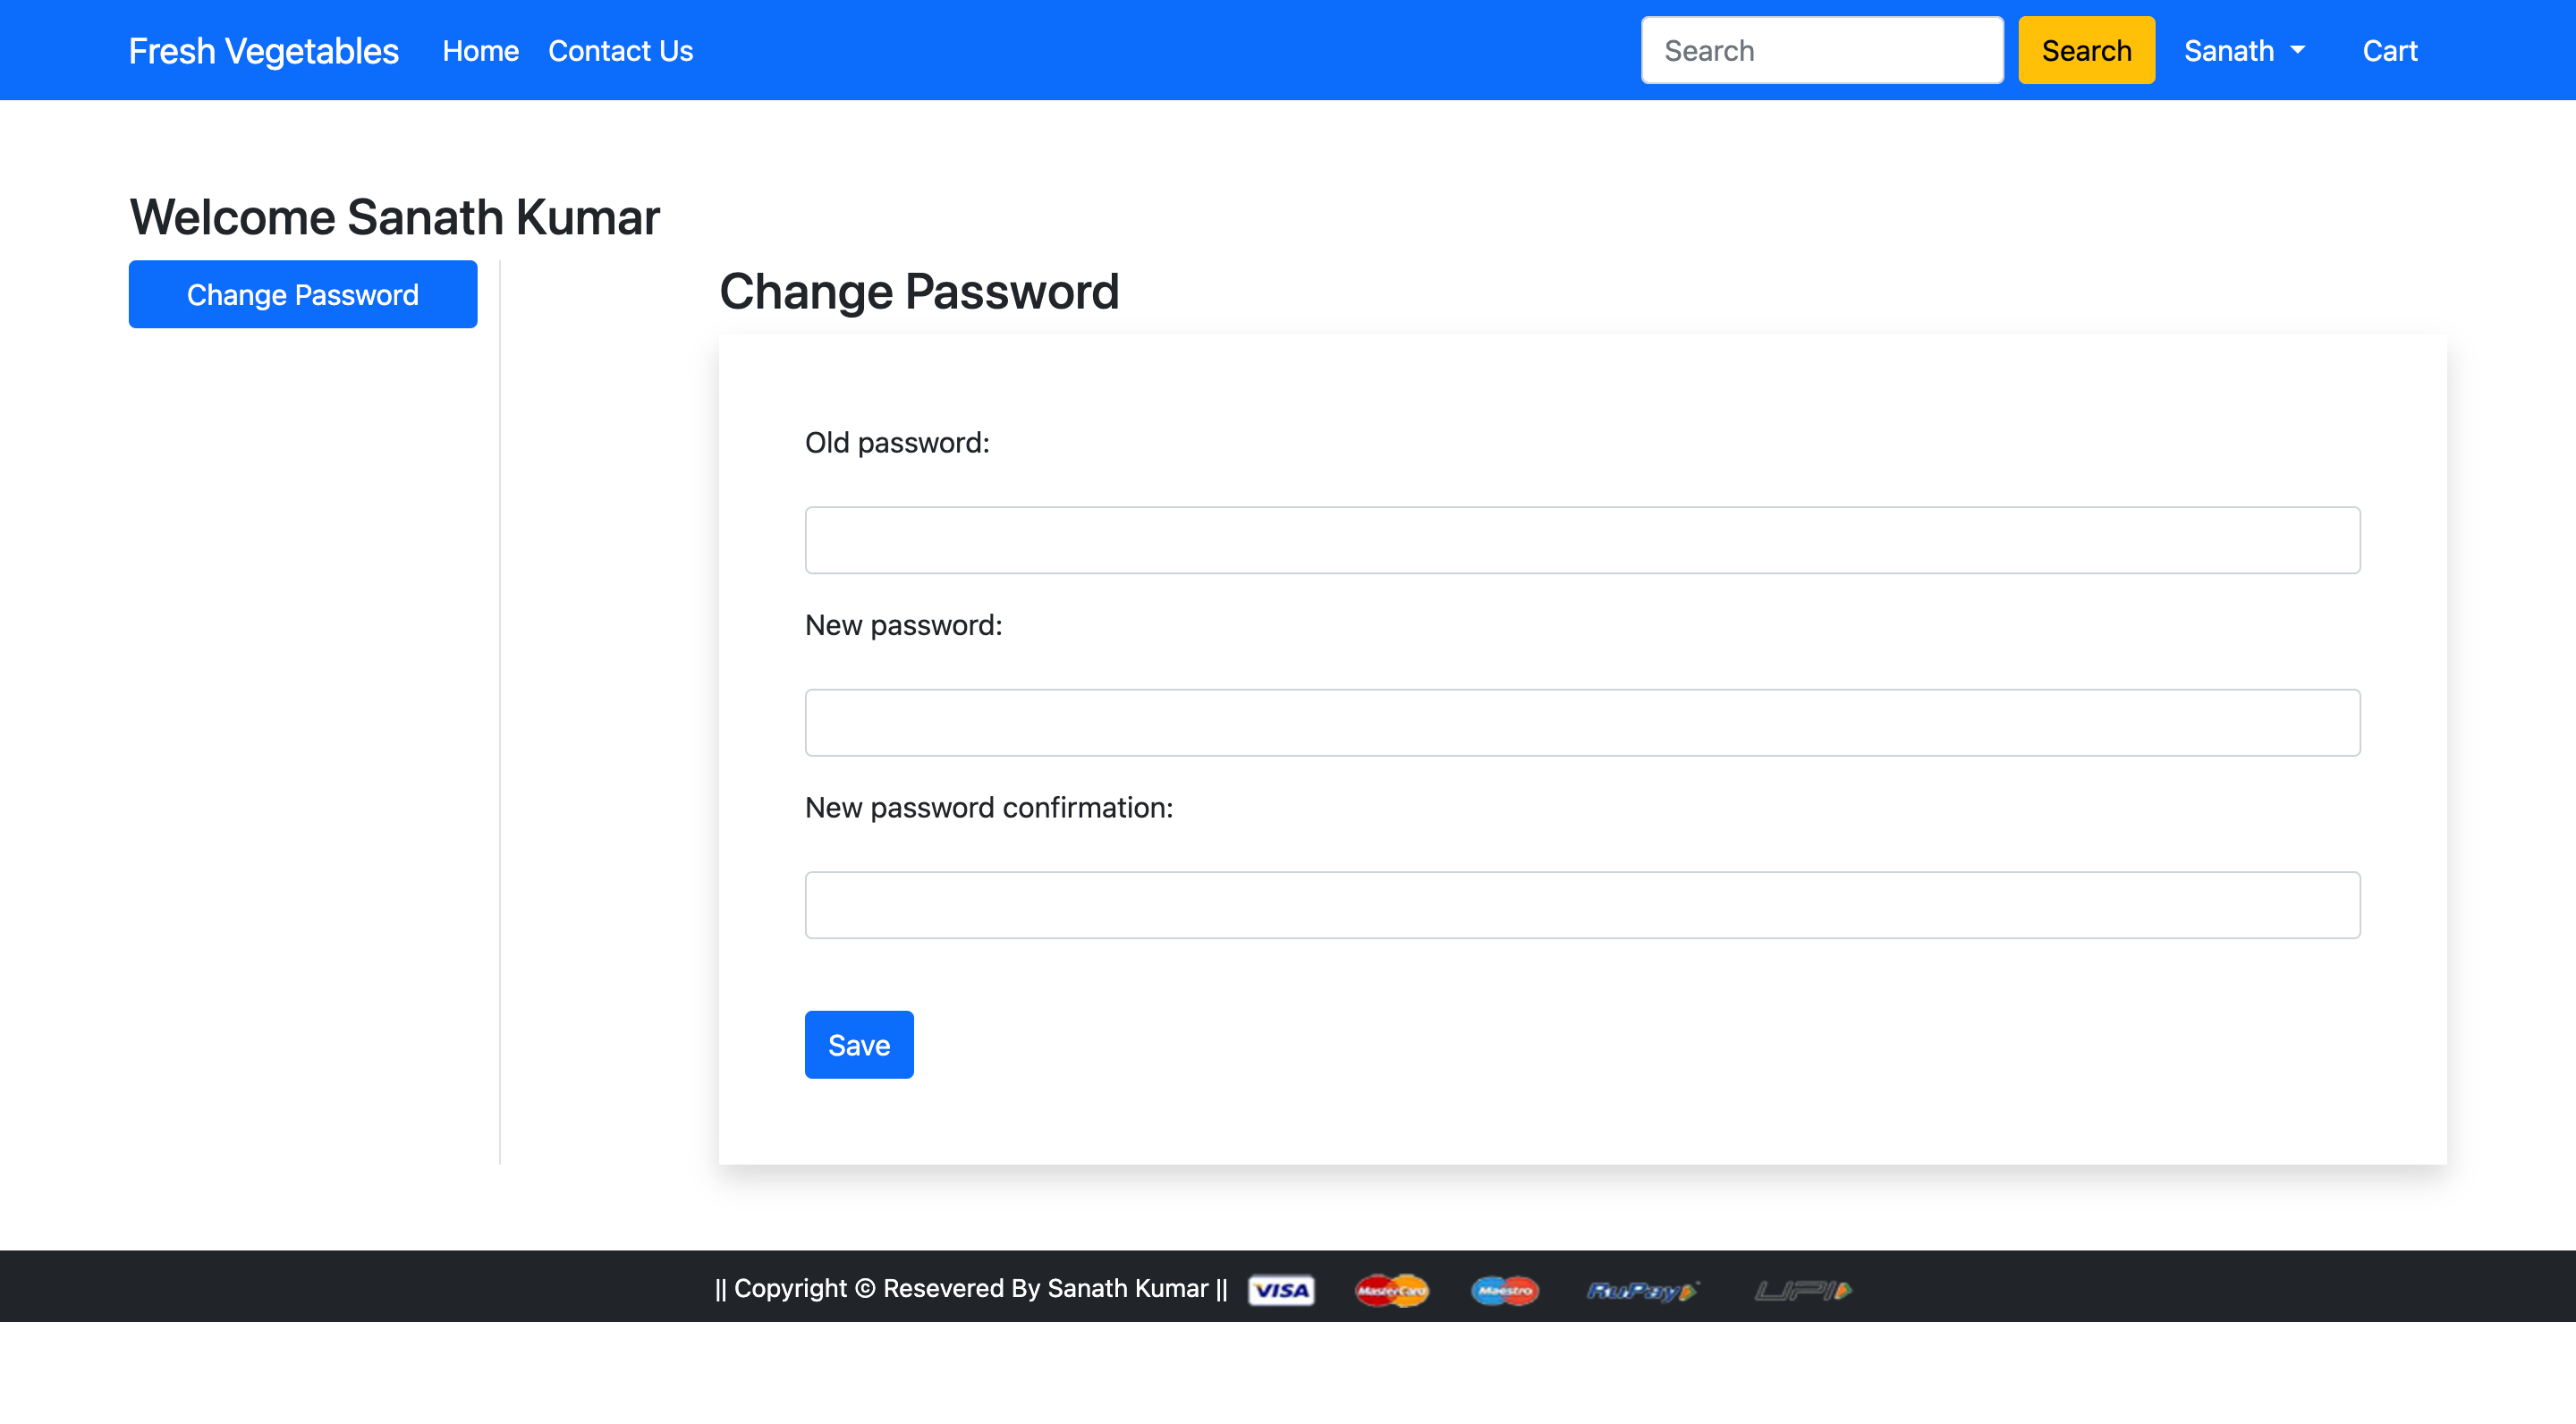 Fresh Vegetables Home Contact Us Search Search Sanath Cart
Welcome Sanath Kumar
Change Password
Change Password
Old password:
New password:
New password confirmation:
Save
|| Copyright © Resevered By Sanath Kumar || VISA MasterCard Maestro RuPay UPI